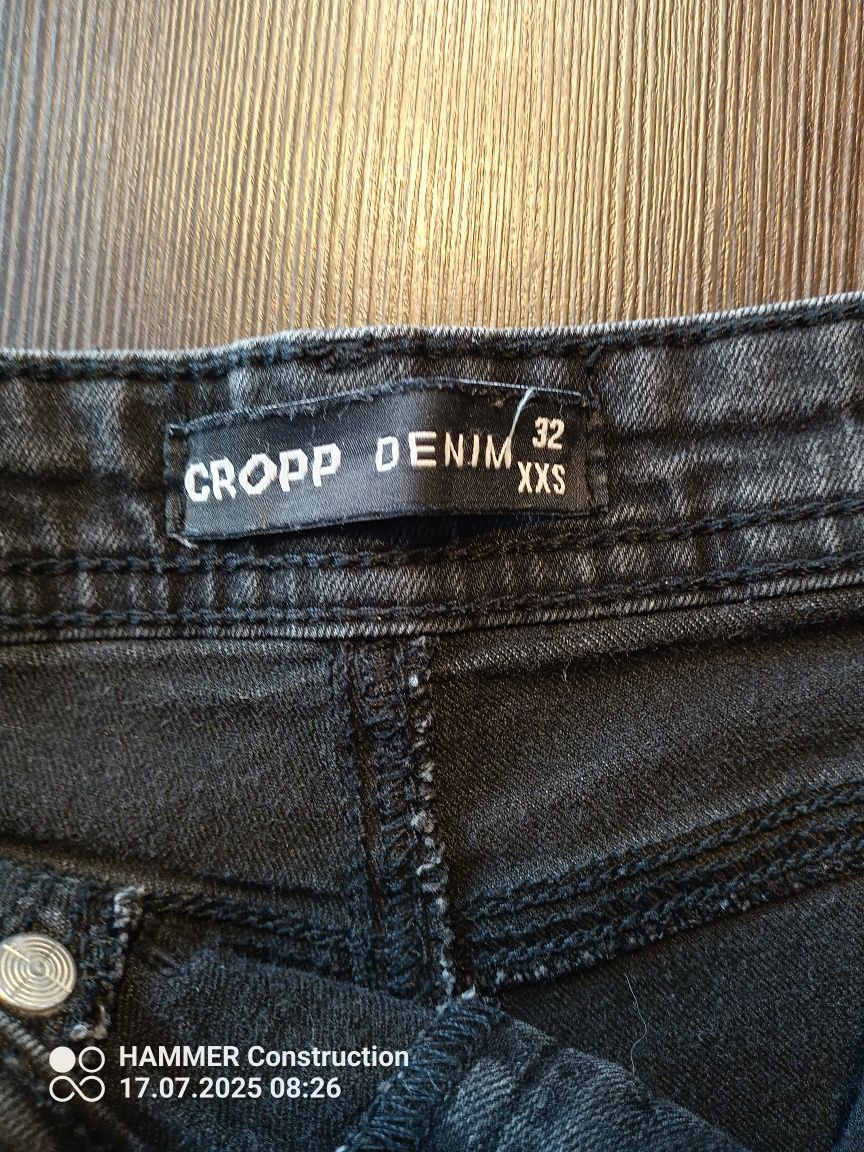 CROPP DENIM 32
XXS
HAMMER Construction
17.07.2025 08:26